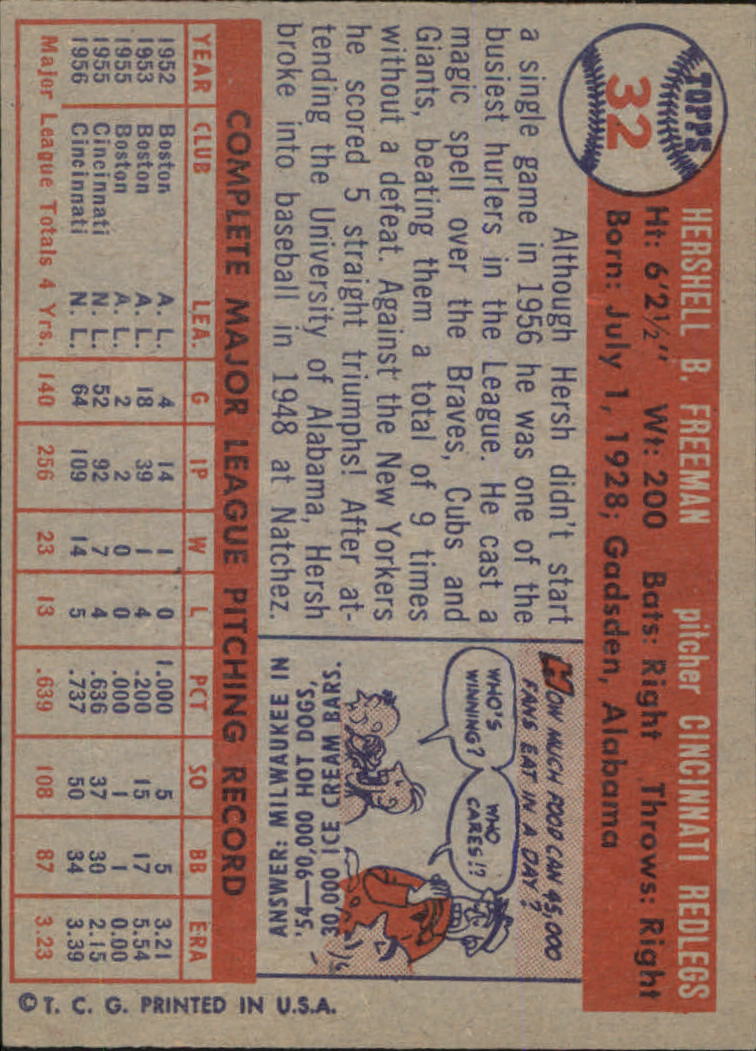 TOPPS
32
HERSHELL B. FREEMAN pitcher CINCINNATI REDLEGS
Ht: 6'2½" Wt: 200 Bats: Right Throws: Right
Born: July 1, 1928; Gadsden, Alabama
Although Hersh didn't start
a single game in 1956 he was one of the
busiest hurlers in the League. He cast a
magic spell over the Braves, Cubs and
Giants, beating them a total of 9 times
without a defeat. Against the New Yorkers
he scored 5 straight triumphs! After at-
tending the University of Alabama, Hersh
broke into baseball in 1948 at Natchez.
HOW MUCH FOOD CAN 45,000
FANS EAT IN A DAY?
WHO'S
WINNING?
WHO
CARES!?
ANSWER: MILWAUKEE IN
'54—90,000 HOT DOGS,
30,000 ICE CREAM BARS.
COMPLETE MAJOR LEAGUE PITCHING RECORD
YEAR CLUB LEA. G IP W L PCT SO BB ERA
1952 Boston A. L. 4 14 1 0 1.000 5 5 3.21
1953 Boston A. L. 18 39 1 4 .200 15 17 5.54
1955 Boston A. L. 2 2 0 0 .000 1 1 0.00
1955 Cincinnati N. L. 52 92 7 4 .636 37 30 2.15
1956 Cincinnati N. L. 64 109 14 5 .737 50 34 3.39
Major League Totals 4 Yrs. 140 256 23 13 .639 108 87 3.23
© T. C. G. PRINTED IN U.S.A.